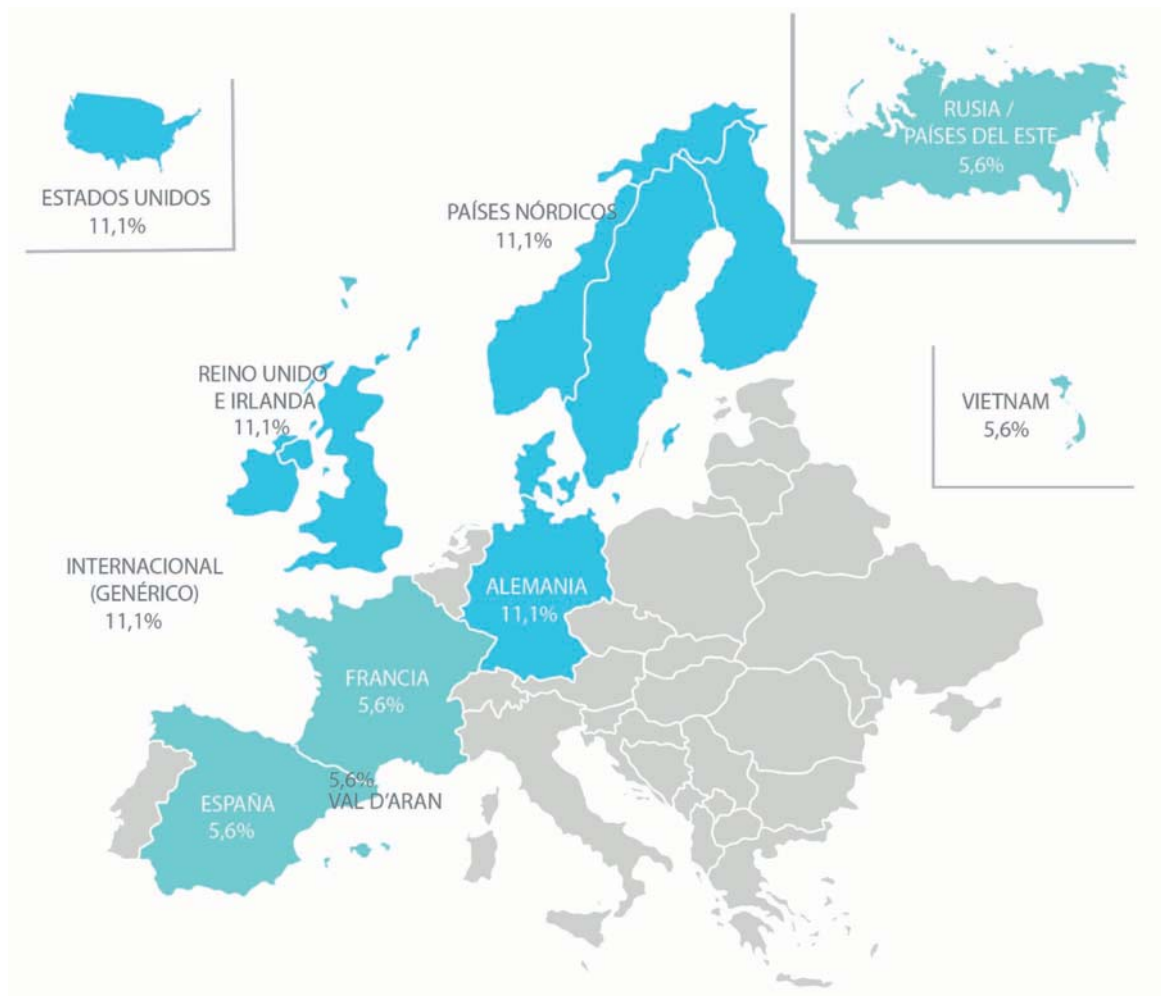 ESTADOS UNIDOS
11,1%
PAÍSES NÓRDICOS
11,1%
RUSIA /
PAÍSES DEL ESTE
5,6%
REINO UNIDO
E IRLANDA
11,1%
VIETNAM
5,6%
INTERNACIONAL
(GENÉRICO)
11,1%
ALEMANIA
11,1%
FRANCIA
5,6%
5,6%
VAL D’ARAN
ESPAÑA
5,6%